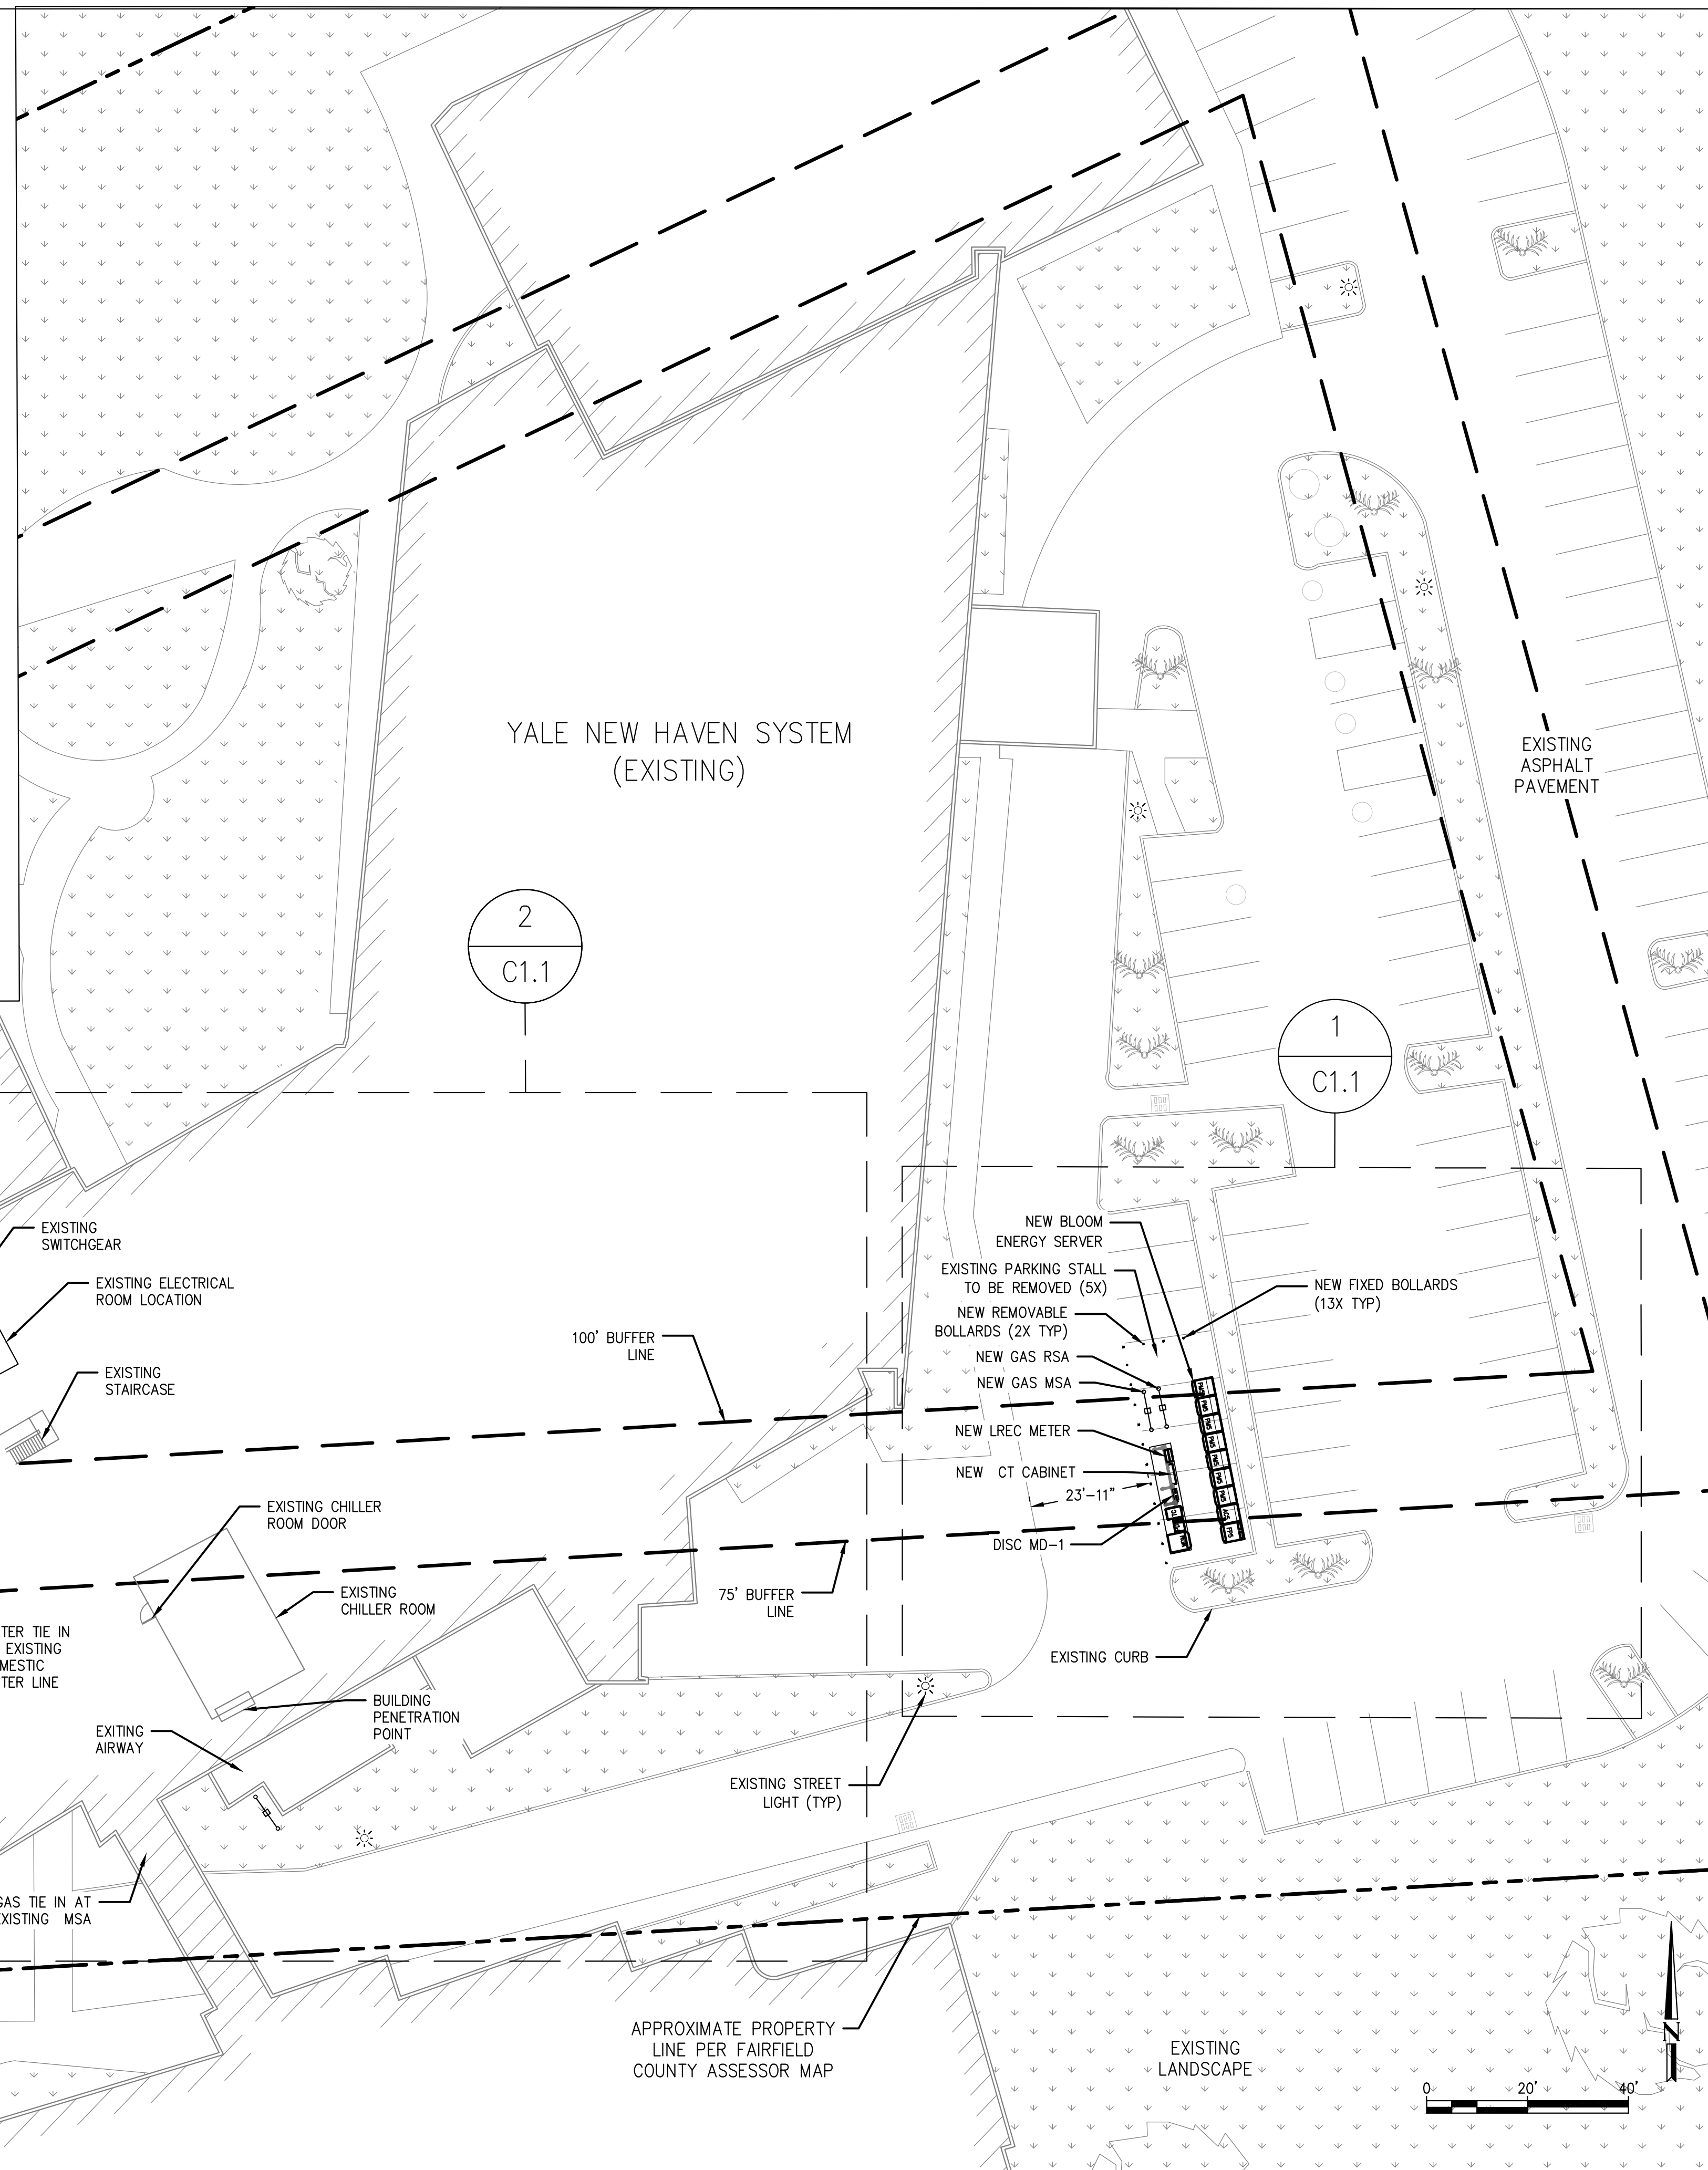 YALE NEW HAVEN SYSTEM
(EXISTING)
EXISTING
ASPHALT
PAVEMENT
2
C1.1
1
C1.1
EXISTING
SWITCHGEAR
EXISTING ELECTRICAL
ROOM LOCATION
EXISTING
STAIRCASE
100' BUFFER
LINE
NEW BLOOM
ENERGY SERVER
EXISTING PARKING STALL
TO BE REMOVED (5X)
NEW REMOVABLE
BOLLARDS (2X TYP)
NEW GAS RSA
NEW GAS MSA
NEW LREC METER
NEW CT CABINET
23'-11"
DISC MD-1
NEW FIXED BOLLARDS
(13X TYP)
EXISTING CHILLER
ROOM DOOR
EXISTING
CHILLER ROOM
75' BUFFER
LINE
TER TIE IN
EXISTING
MESTIC
TER LINE
EXISTING CURB
BUILDING
PENETRATION
POINT
EXITING
AIRWAY
EXISTING STREET
LIGHT (TYP)
GAS TIE IN AT
EXISTING MSA
APPROXIMATE PROPERTY
LINE PER FAIRFIELD
COUNTY ASSESSOR MAP
EXISTING
LANDSCAPE
N
0 20' 40'